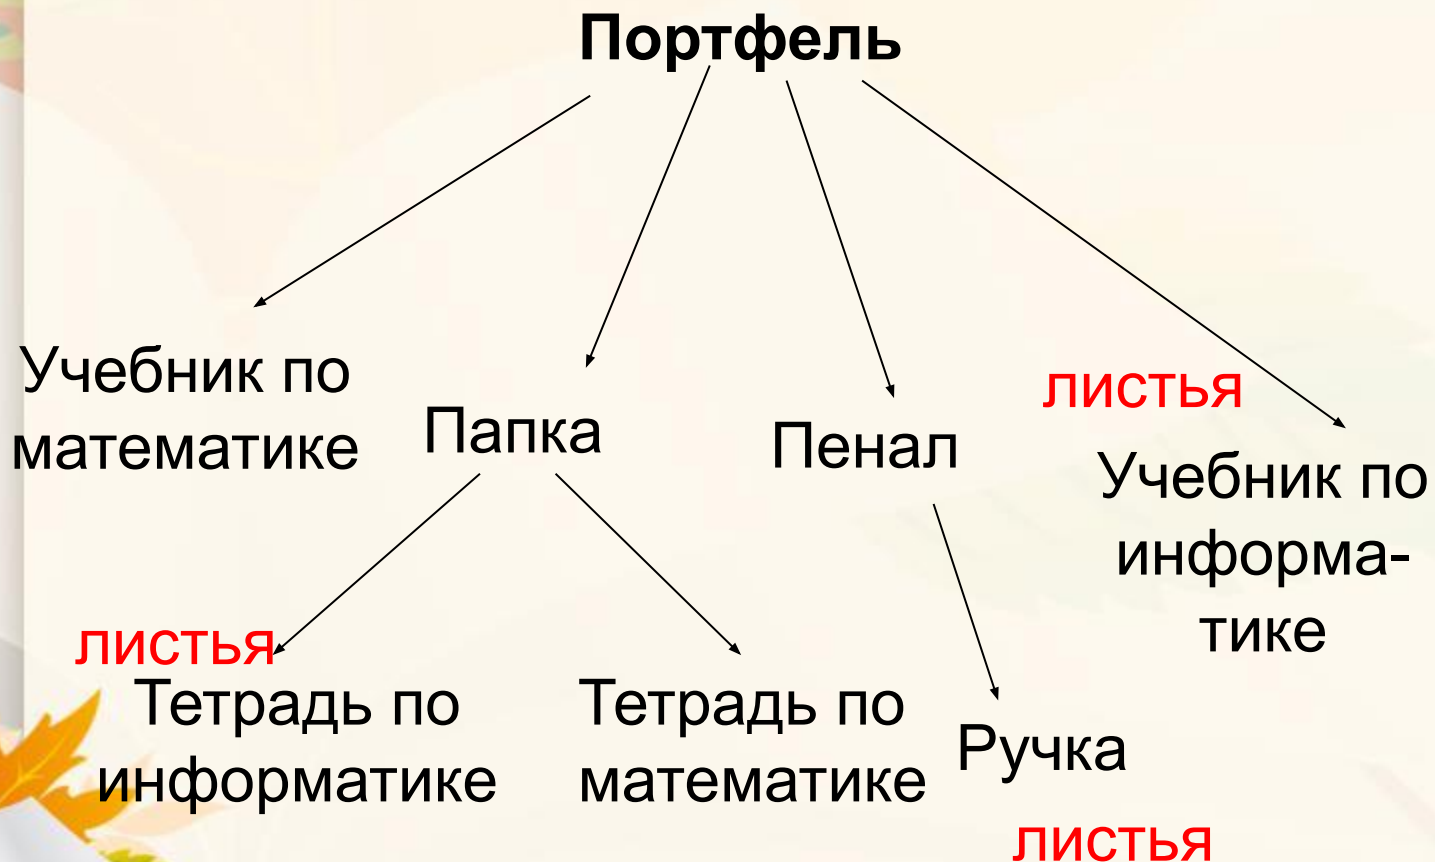 Портфель
Учебник по
математике
Папка
Пенал
листья
Учебник по
информа-
тике
листья
Тетрадь по
информатике
Тетрадь по
математике
Ручка
листья